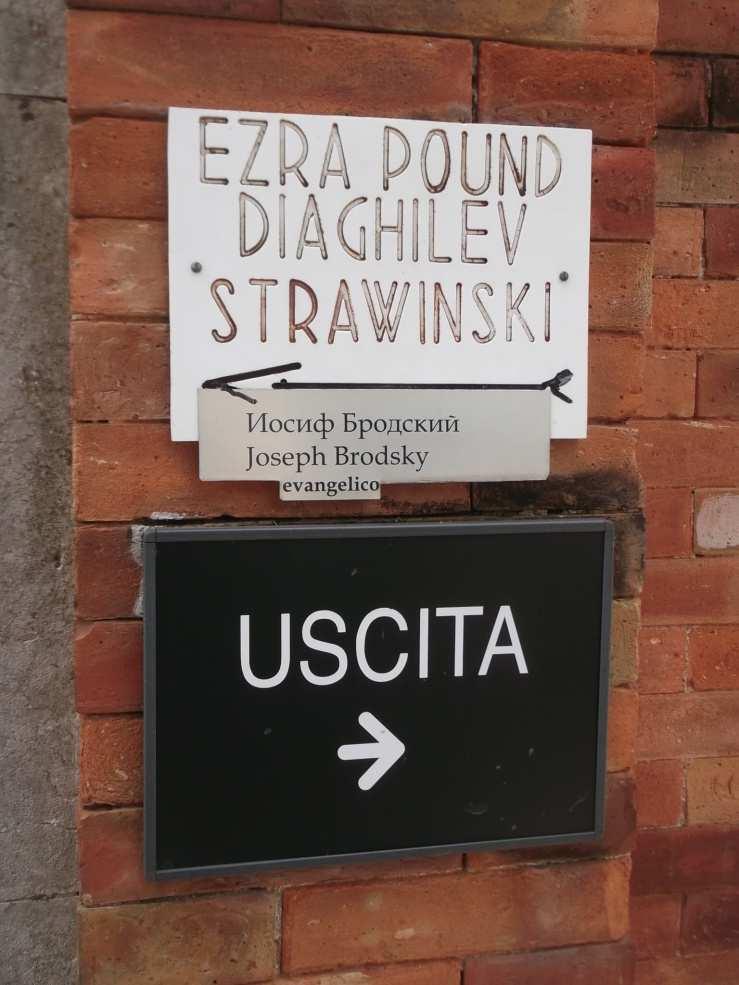 EZRA POUND
DIAGHILEV
STRAWINSKI
Иосиф Бродский
Joseph Brodsky
evangelico
USCITA